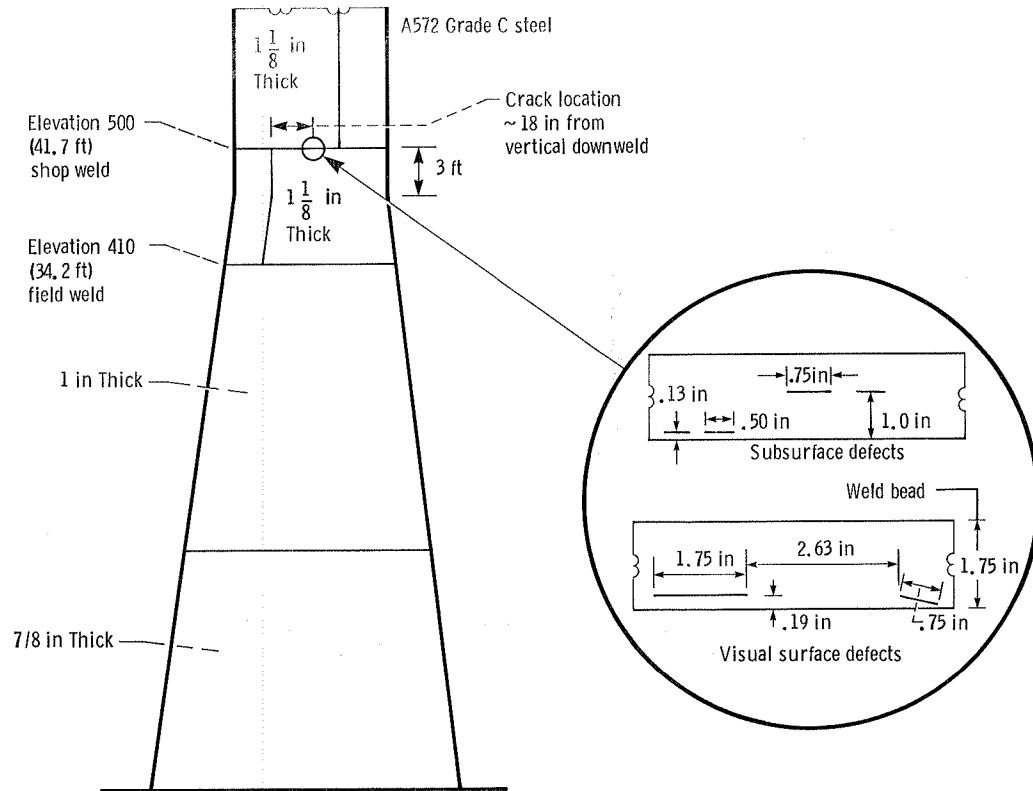 A572 Grade C steel
1 1/8 in
Thick
Crack location
~ 18 in from
vertical downweld
Elevation 500
(41.7 ft)
shop weld
3 ft
1 1/8 in
Thick
Elevation 410
(34.2 ft)
field weld
1 in Thick
7/8 in Thick
.75in
.13 in
.50 in
1.0 in
Subsurface defects
Weld bead
1.75 in
2.63 in
1.75 in
.19 in
.75 in
Visual surface defects